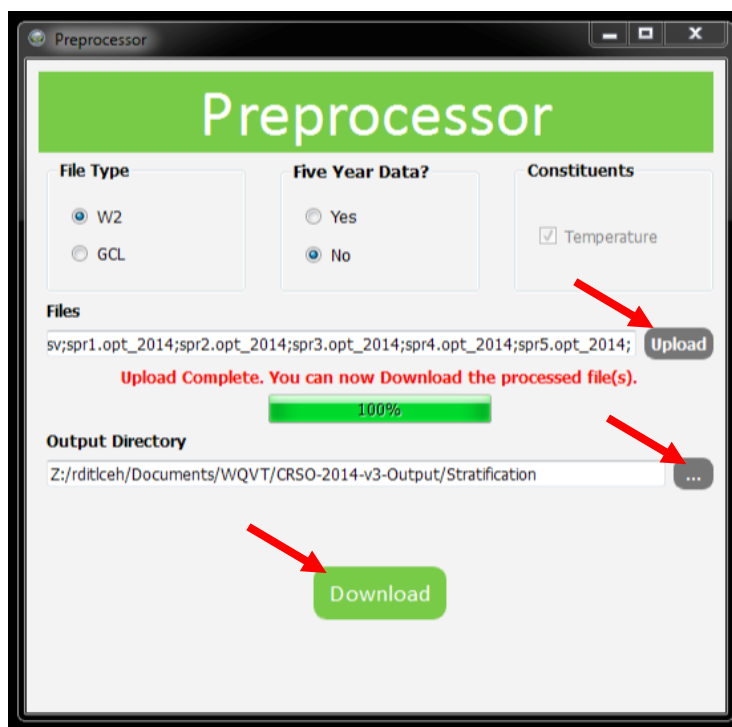 Preprocessor
Preprocessor
File Type Five Year Data? Constituents
W2 Yes
Temperature
GCL No
Files
sv;spr1.opt_2014;spr2.opt_2014;spr3.opt_2014;spr4.opt_2014;spr5.opt_2014; Upload
Upload Complete. You can now Download the processed file(s).
100%
Output Directory
Z:/rditlceh/Documents/WQVT/CRSO-2014-v3-Output/Stratification ...
Download